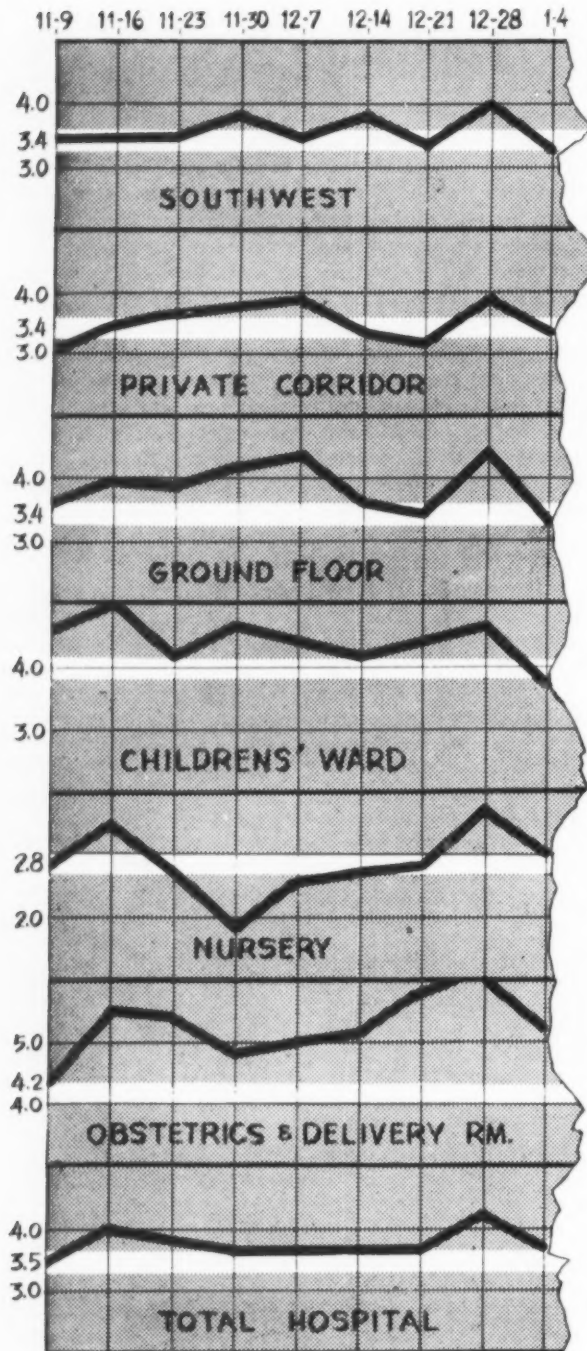 11-9 11-16 11-23 11-30 12-7 12-14 12-21 12-28 1-4
4.0
3.4
3.0
SOUTHWEST
4.0
3.4
3.0
PRIVATE CORRIDOR
4.0
3.4
3.0
GROUND FLOOR
4.0
3.0
CHILDRENS' WARD
2.8
2.0
NURSERY
5.0
4.2
4.0
OBSTETRICS & DELIVERY RM.
4.0
3.5
3.0
TOTAL HOSPITAL